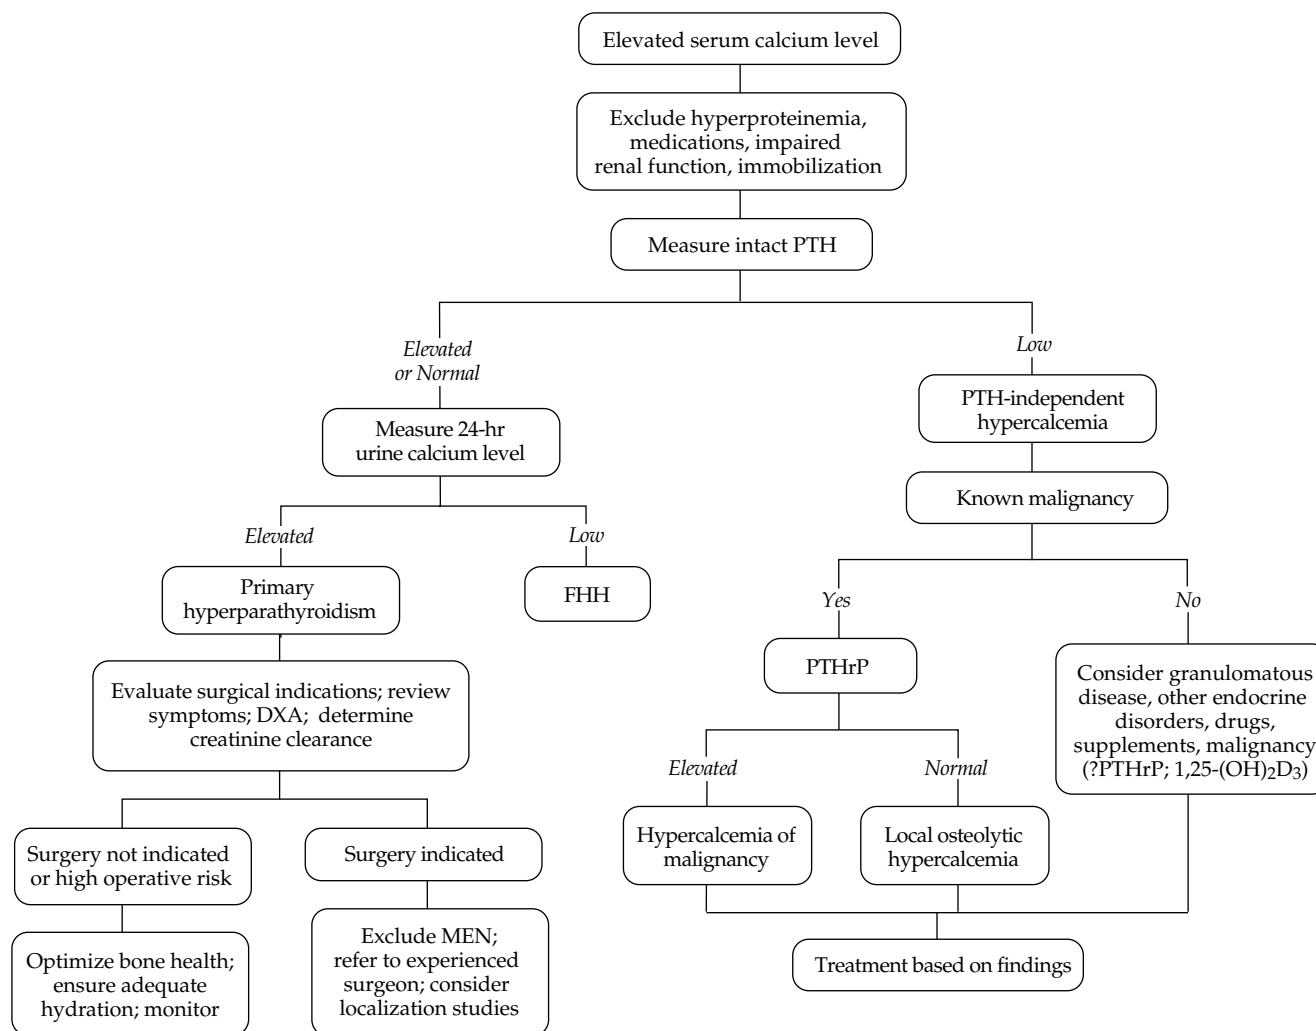 Elevated serum calcium level
Exclude hyperproteinemia,
medications, impaired
renal function, immobilization
Measure intact PTH
Elevated
or Normal
Low
Measure 24-hr
urine calcium level
PTH-independent
hypercalcemia
Known malignancy
Elevated
Low
Primary
hyperparathyroidism
FHH
Yes
No
PTHrP
Evaluate surgical indications; review
symptoms; DXA; determine
creatinine clearance
Consider granulomatous
disease, other endocrine
disorders, drugs,
supplements, malignancy
(?PTHrP; 1,25-(OH)₂D₃)
Elevated
Normal
Surgery not indicated
or high operative risk
Surgery indicated
Hypercalcemia of
malignancy
Local osteolytic
hypercalcemia
Optimize bone health;
ensure adequate
hydration; monitor
Exclude MEN;
refer to experienced
surgeon; consider
localization studies
Treatment based on findings